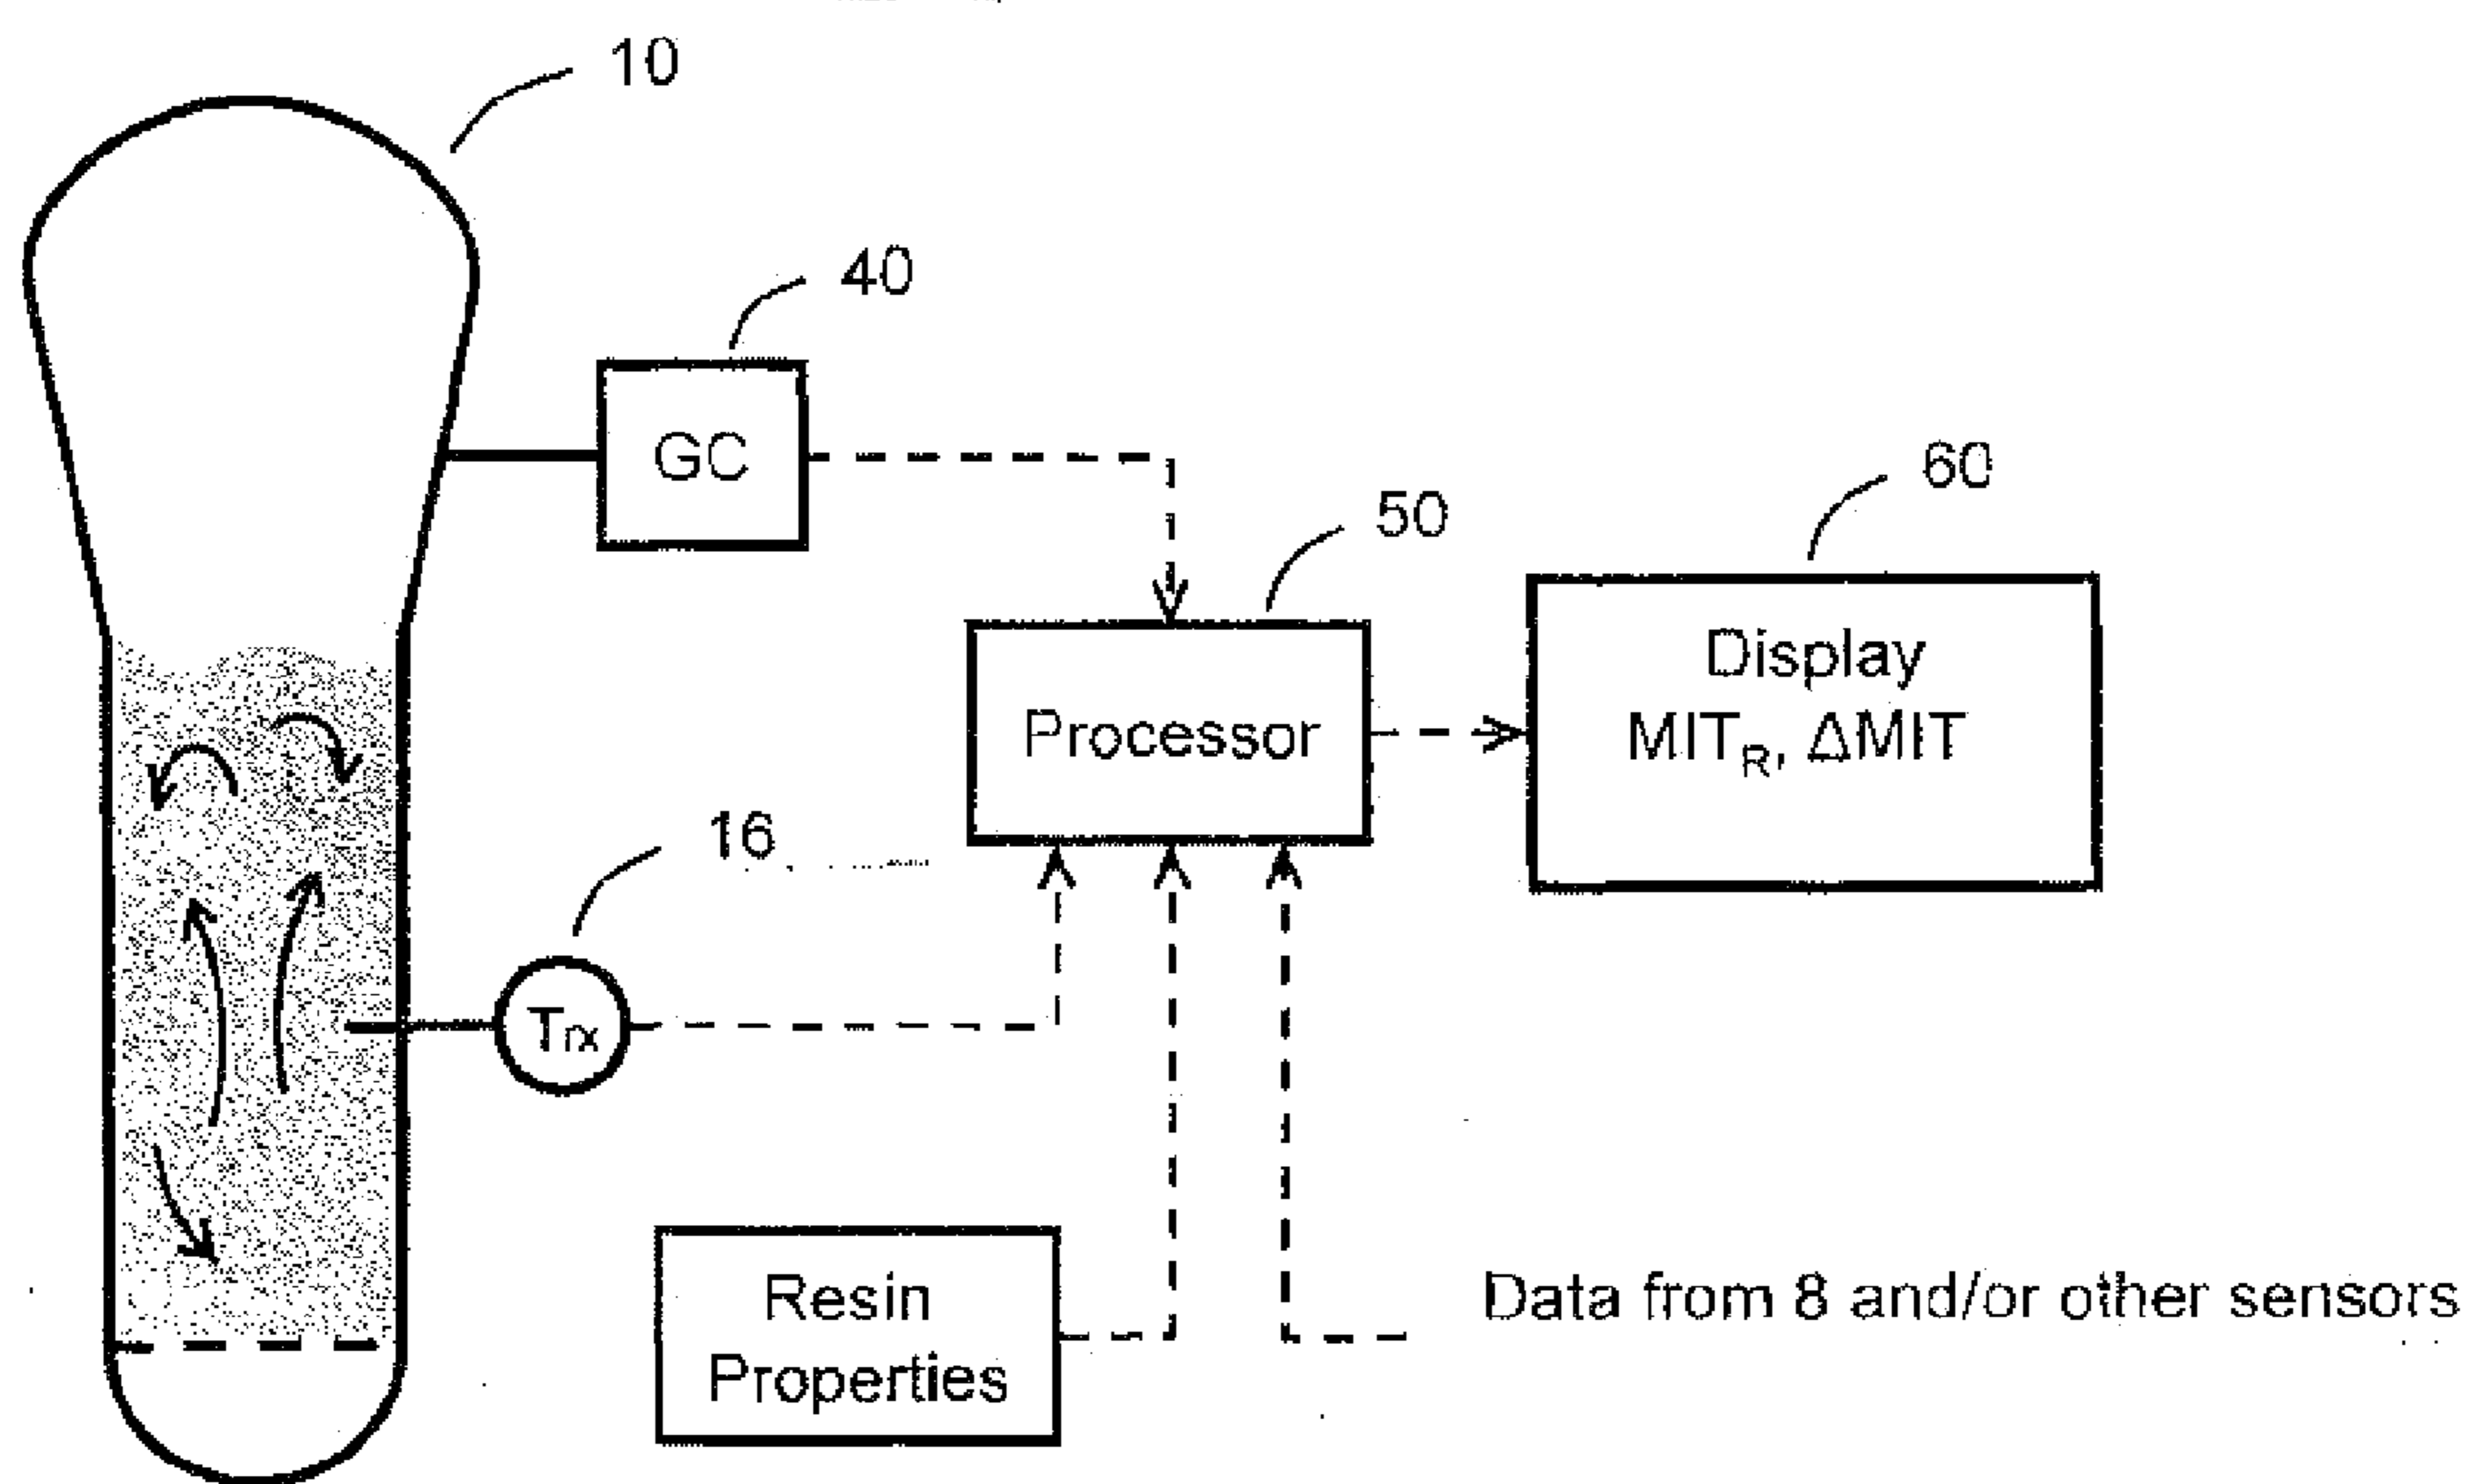 10
40
GC
60
50
Display
Processor
MIT_R, ΔMIT
16
Trx
Resin
Properties
Data from 8 and/or other sensors